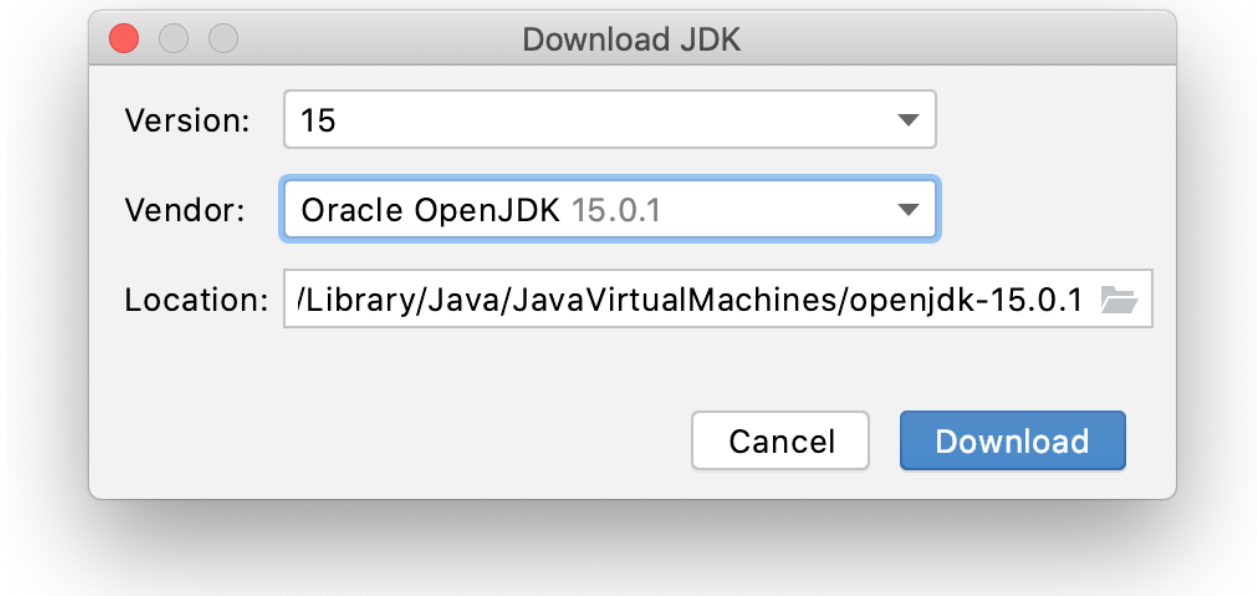 Download JDK
Version: 15
Vendor: Oracle OpenJDK 15.0.1
Location: /Library/Java/JavaVirtualMachines/openjdk-15.0.1
Cancel Download